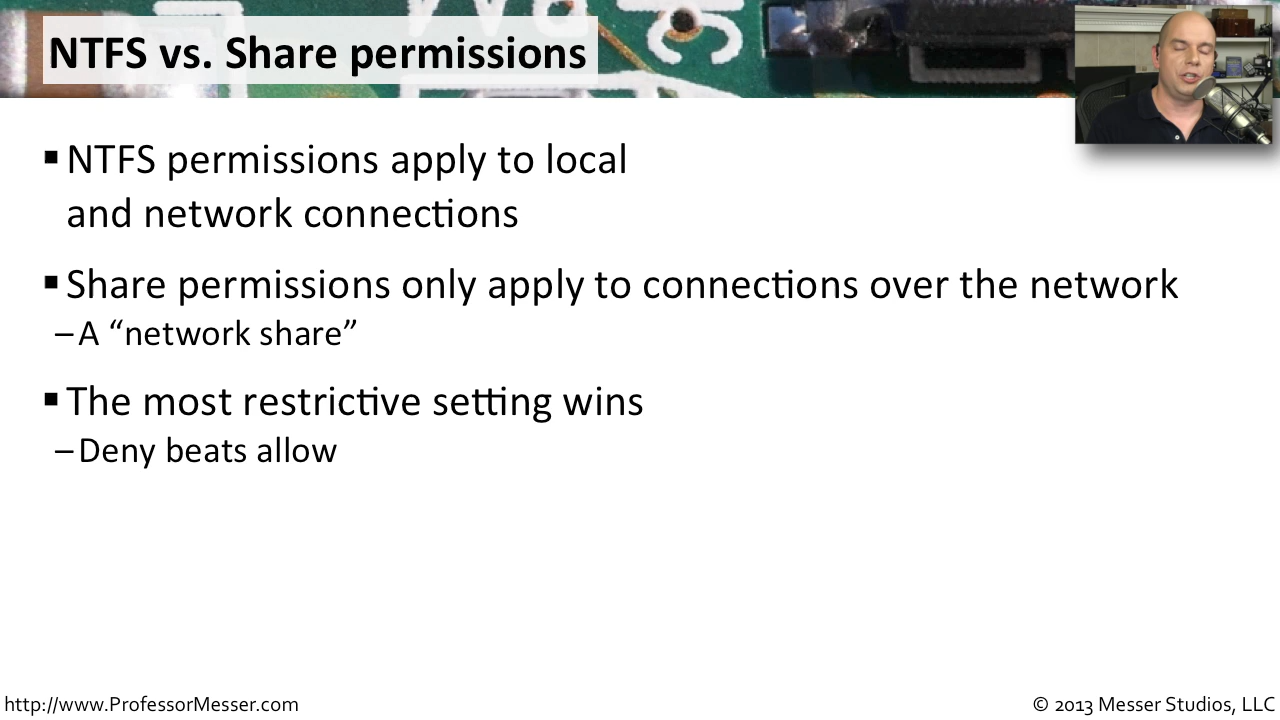 NTFS vs. Share permissions
▪ NTFS permissions apply to local
and network connections
▪ Share permissions only apply to connections over the network
– A “network share”
▪ The most restrictive setting wins
– Deny beats allow
http://www.ProfessorMesser.com
© 2013 Messer Studios, LLC